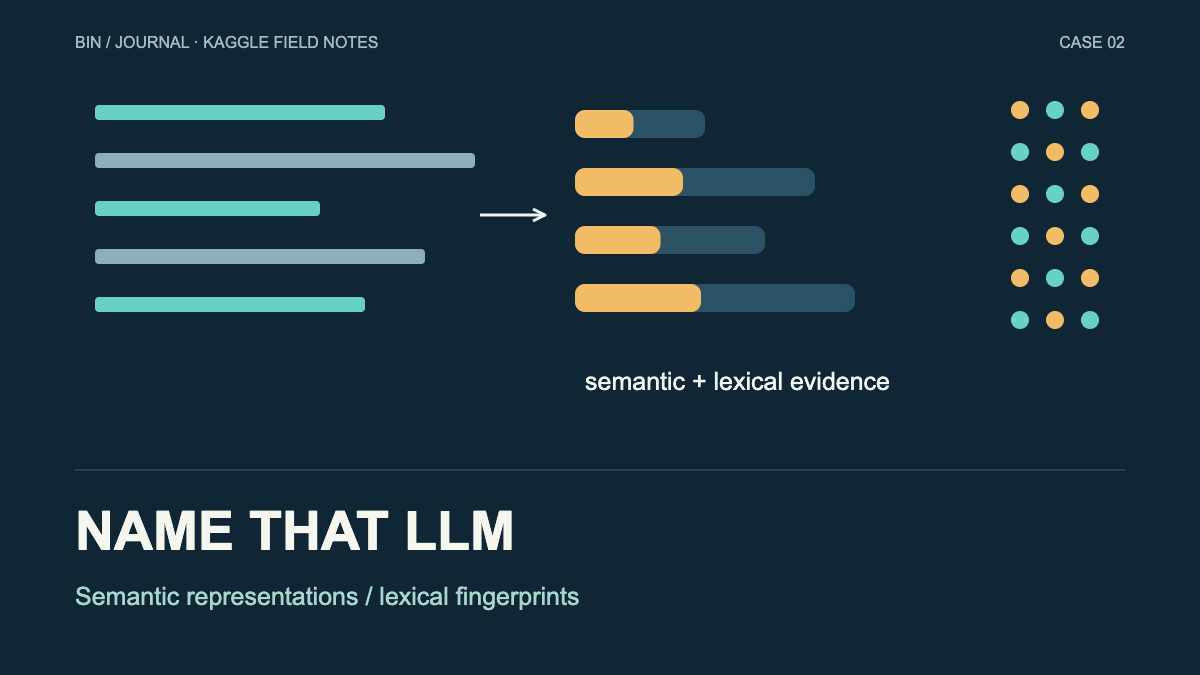 BIN / JOURNAL · KAGGLE FIELD NOTES
CASE 02
semantic + lexical evidence
NAME THAT LLM
Semantic representations / lexical fingerprints